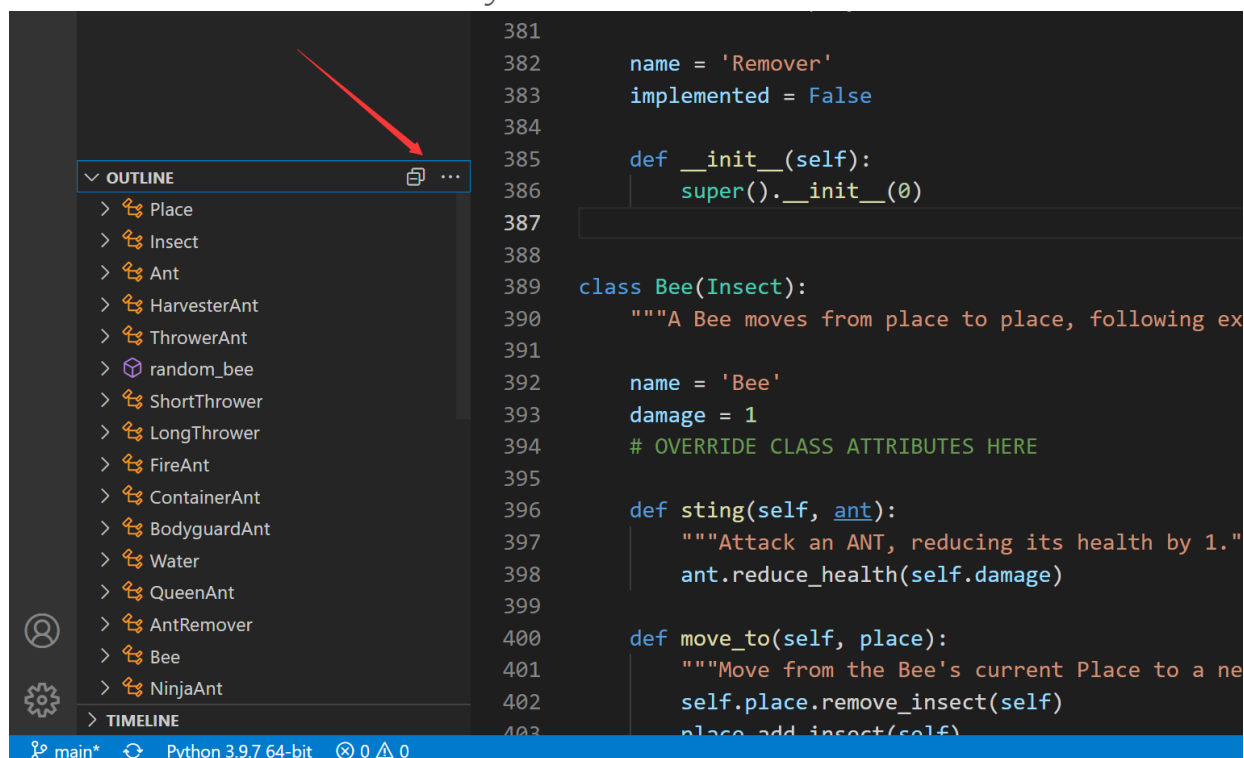 OUTLINE
Place
Insect
Ant
HarvesterAnt
ThrowerAnt
random_bee
ShortThrower
LongThrower
FireAnt
ContainerAnt
BodyguardAnt
Water
QueenAnt
AntRemover
Bee
NinjaAnt
TIMELINE
381
382 name = 'Remover'
383 implemented = False
384
385 def __init__(self):
386 super().__init__(0)
387
388
389 class Bee(Insect):
390 """A Bee moves from place to place, following ex
391
392 name = 'Bee'
393 damage = 1
394 # OVERRIDE CLASS ATTRIBUTES HERE
395
396 def sting(self, ant):
397 """Attack an ANT, reducing its health by 1."
398 ant.reduce_health(self.damage)
399
400 def move_to(self, place):
401 """Move from the Bee's current Place to a ne
402 self.place.remove_insect(self)
403 place.add_insect(self)
main* Python 3.9.7 64-bit 0 0